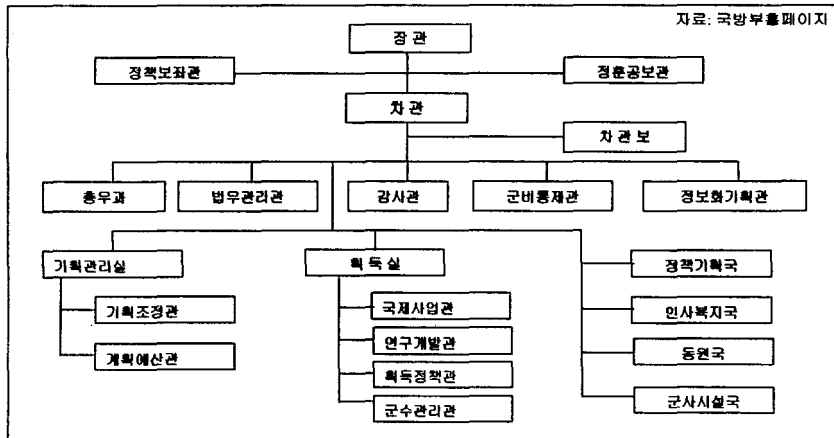 자료: 국방부홈페이지
장 관
정책보좌관
정훈공보관
차 관
차 관 보
총무과
법무관리관
감사관
군비통제관
정보화기획관
기획관리실
획 득 실
정책기획국
기획조정관
국제사업관
인사복지국
계획예산관
연구개발관
동원국
획득정책관
군사시설국
군수관리관